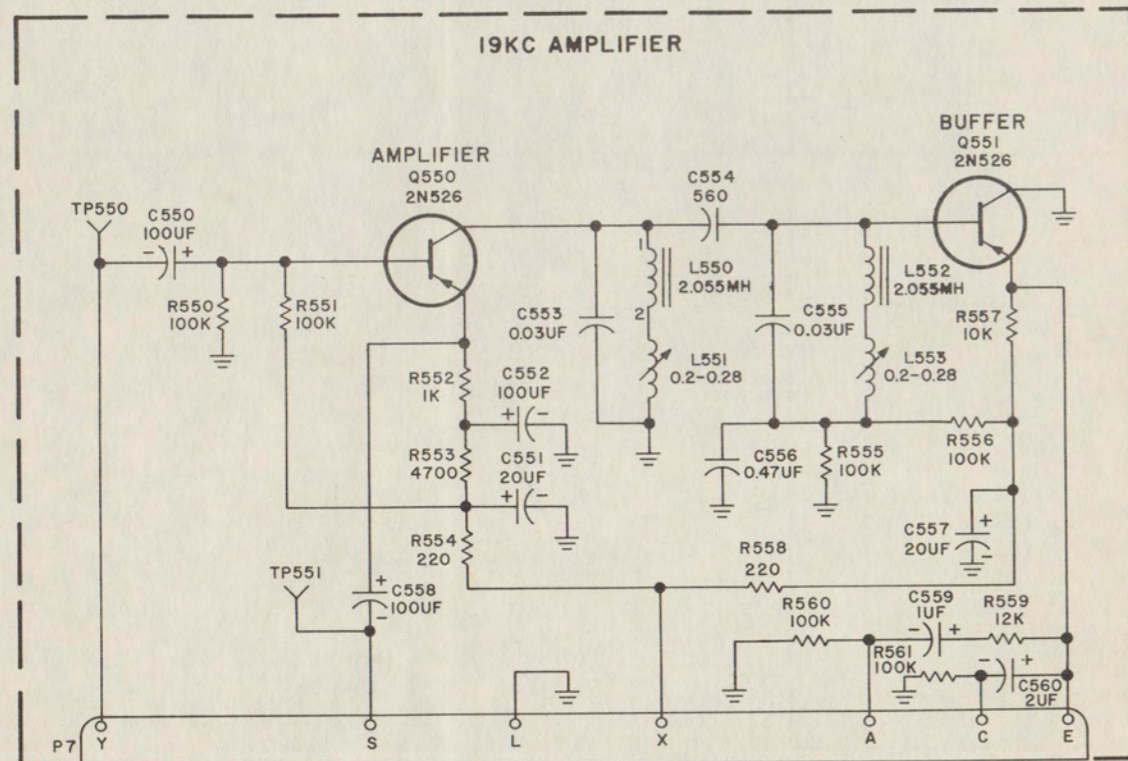 19KC AMPLIFIER
BUFFER
Q551
2N526
AMPLIFIER
Q550
2N526
C554
560
TP550
C550
100UF
- +
1
L550
2.055MH
2
L552
2.055MH
R550
100K
R551
100K
C553
0.03UF
C555
0.03UF
R557
10K
L551
0.2-0.28
L553
0.2-0.28
R552
1K
C552
100UF
+ -
R553
4700
C551
20UF
+ -
C556
0.47UF
R555
100K
R556
100K
R554
220
C557
20UF
+
-
R558
220
TP551
C558
100UF
+
-
R560
100K
C559
1UF
- +
R559
12K
R561
100K
C560
2UF
- +
P7 Y S L X A C E